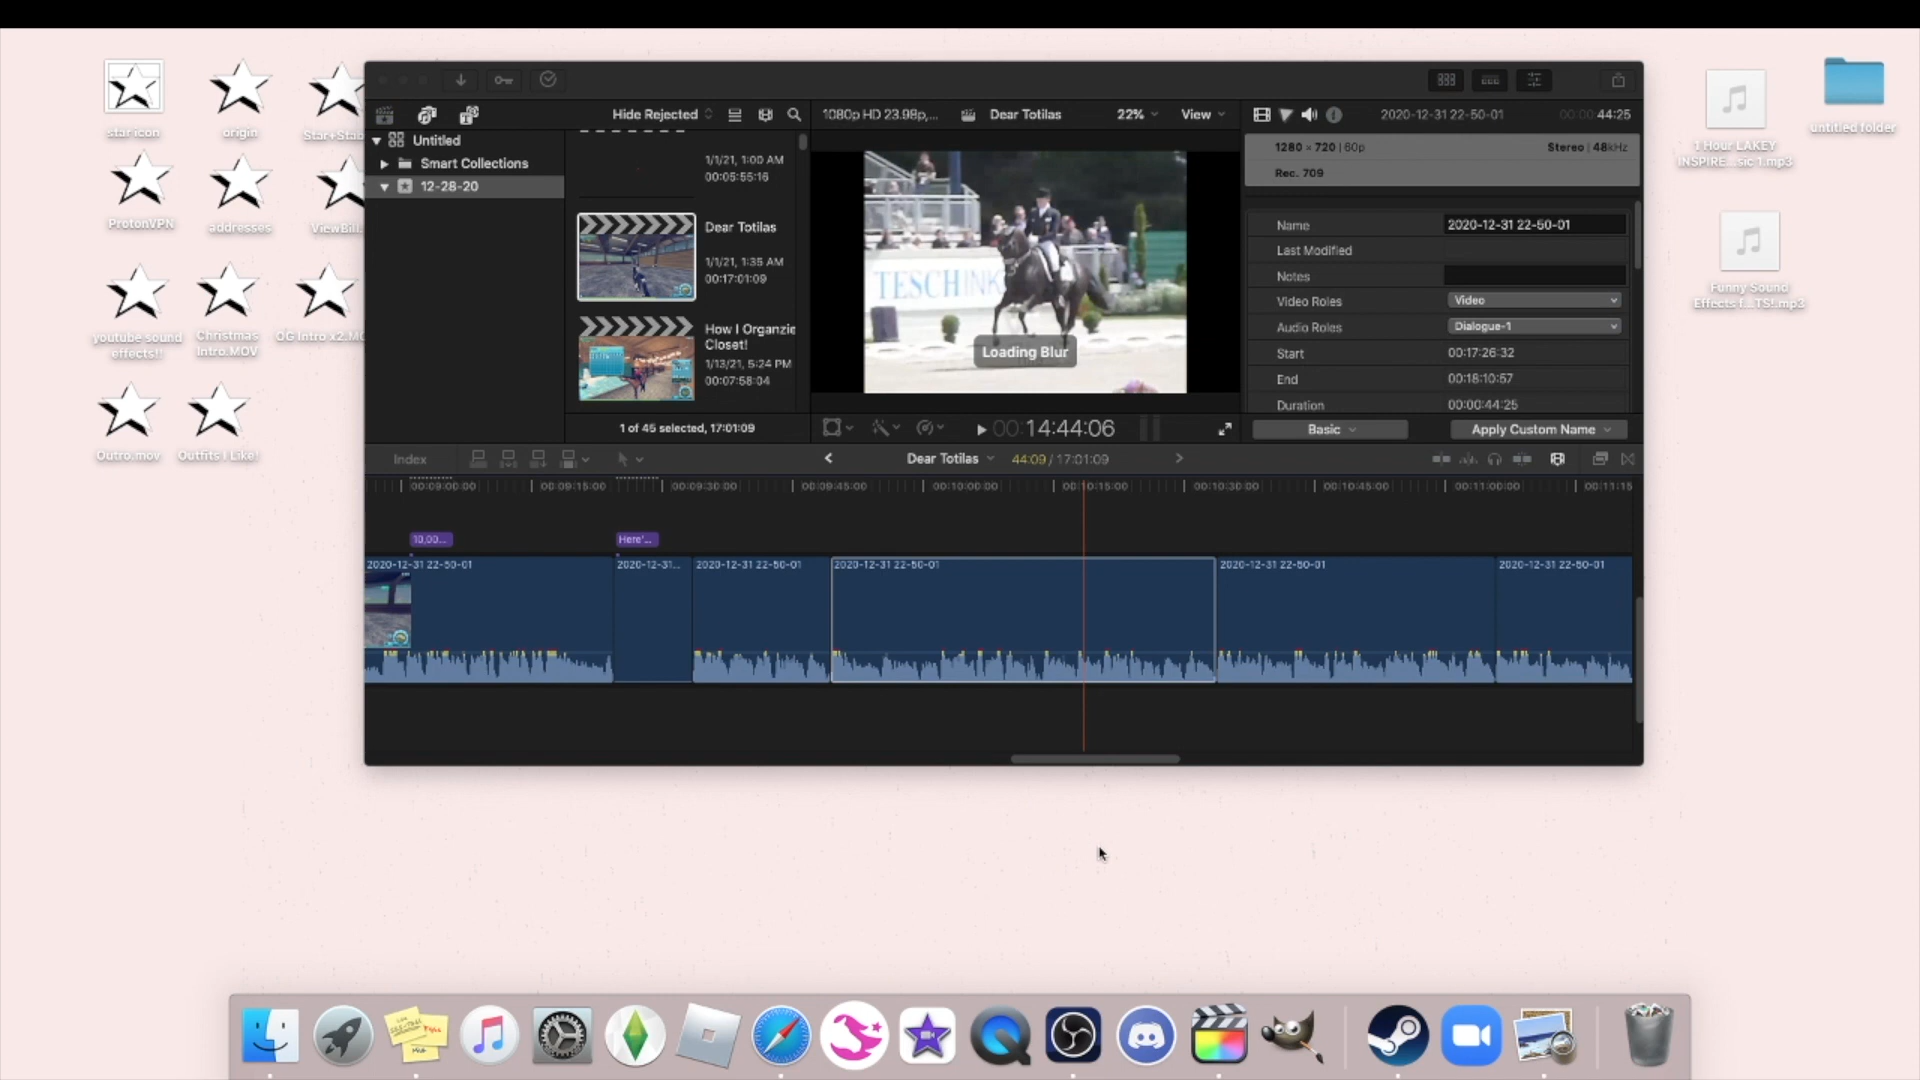 star icon
origin
Star+Stab
ProtonVPN
addresses
ViewBill.
youtube sound
effects!!
Christmas
Intro.MOV
OG Intro x2.MO
Outro.mov
Outfits I Like!
Hide Rejected
Untitled
Smart Collections
12-28-20
1/1/21, 1:00 AM
00:05:55:16
Dear Totilas
1/1/21, 1:35 AM
00:17:01:09
How I Organzie
Closet!
1/13/21, 5:24 PM
00:07:58:04
1 of 45 selected, 17:01:09
1080p HD 23.98p,...
Dear Totilas
22%
View
TESCHINK
Loading Blur
00:14:44:06
2020-12-31 22-50-01
00:00:44:25
1280 × 720 | 60p
Stereo | 48kHz
Rec. 709
Name
2020-12-31 22-50-01
Last Modified
Notes
Video Roles
Video
Audio Roles
Dialogue-1
Start
00:17:26:32
End
00:18:10:57
Duration
00:00:44:25
Basic
Apply Custom Name
Index
Dear Totilas
44:09 / 17:01:09
00:09:00:00
00:09:15:00
00:09:30:00
00:09:45:00
00:10:00:00
00:10:15:00
00:10:30:00
00:10:45:00
00:11:00:00
00:11:15
10,00...
Here'...
2020-12-31 22-50-01
2020-12-31...
2020-12-31 22-50-01
2020-12-31 22-50-01
2020-12-31 22-50-01
2020-12-31 22-50-01
1 Hour LAKEY
INSPIRE...sic 1.mp3
untitled folder
Funny Sound
Effects f...TS!.mp3